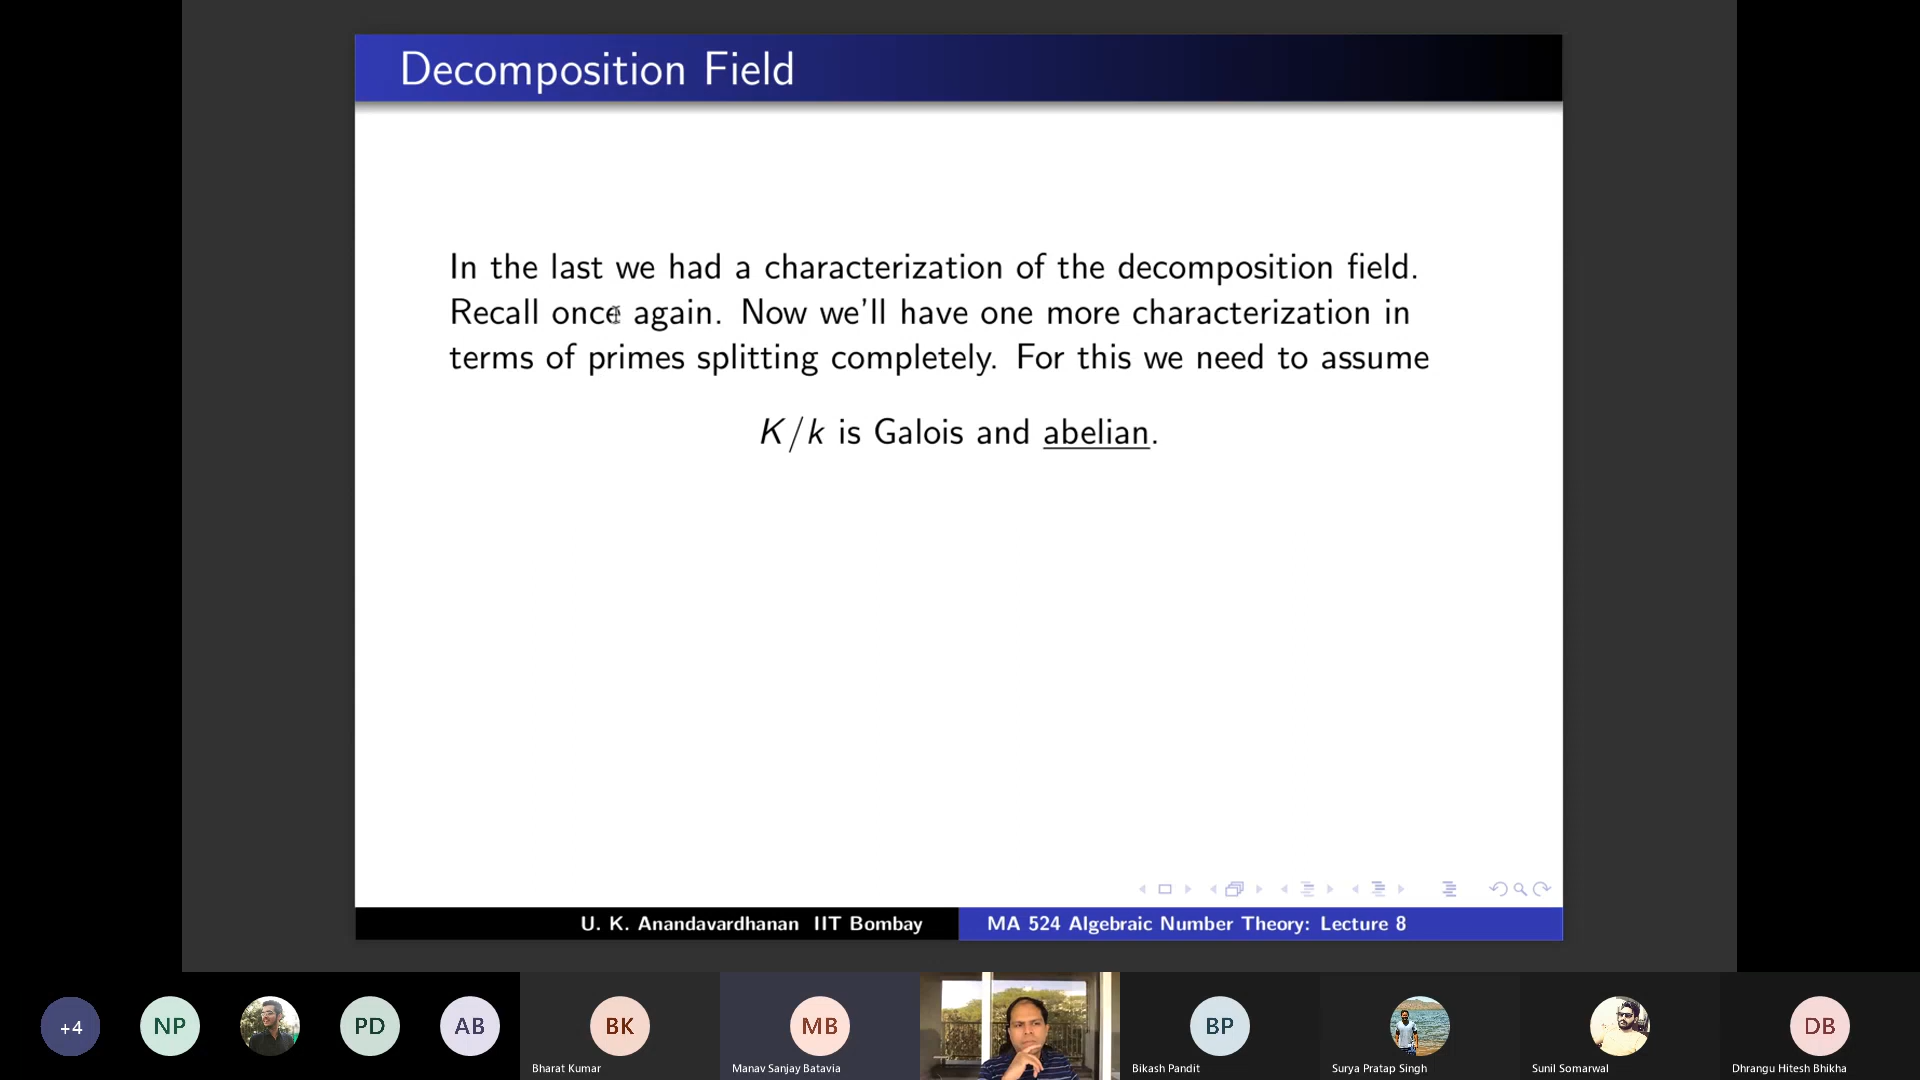 Decomposition Field
In the last we had a characterization of the decomposition field.
Recall once again. Now we'll have one more characterization in
terms of primes splitting completely. For this we need to assume
K/k is Galois and abelian.
U. K. Anandavardhanan IIT Bombay
MA 524 Algebraic Number Theory: Lecture 8
+4
NP
PD
AB
BK
MB
BP
DB
Bharat Kumar
Manav Sanjay Batavia
Bikash Pandit
Surya Pratap Singh
Sunil Somarwal
Dhrangu Hitesh Bhikha